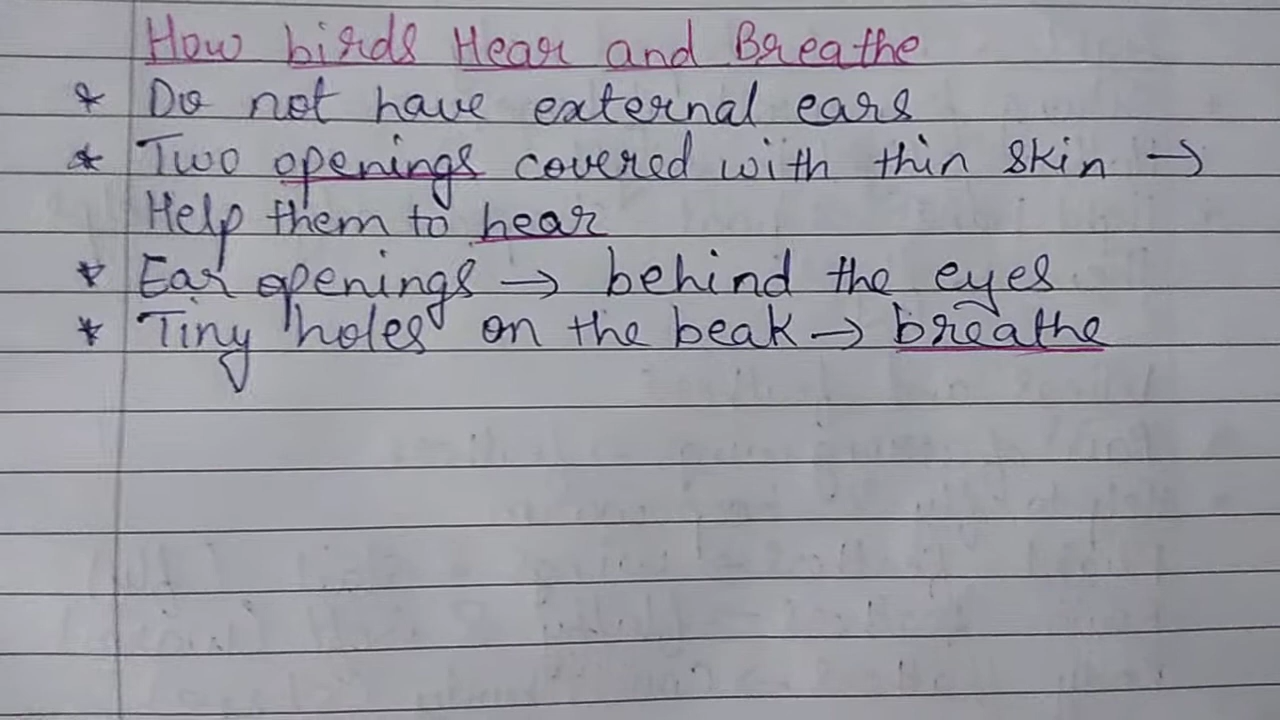 How birds Hear and Breathe
* Do not have external ears
* Two openings covered with thin skin →
Help them to hear
* Ear openings → behind the eyes
* Tiny holes on the beak → breathe